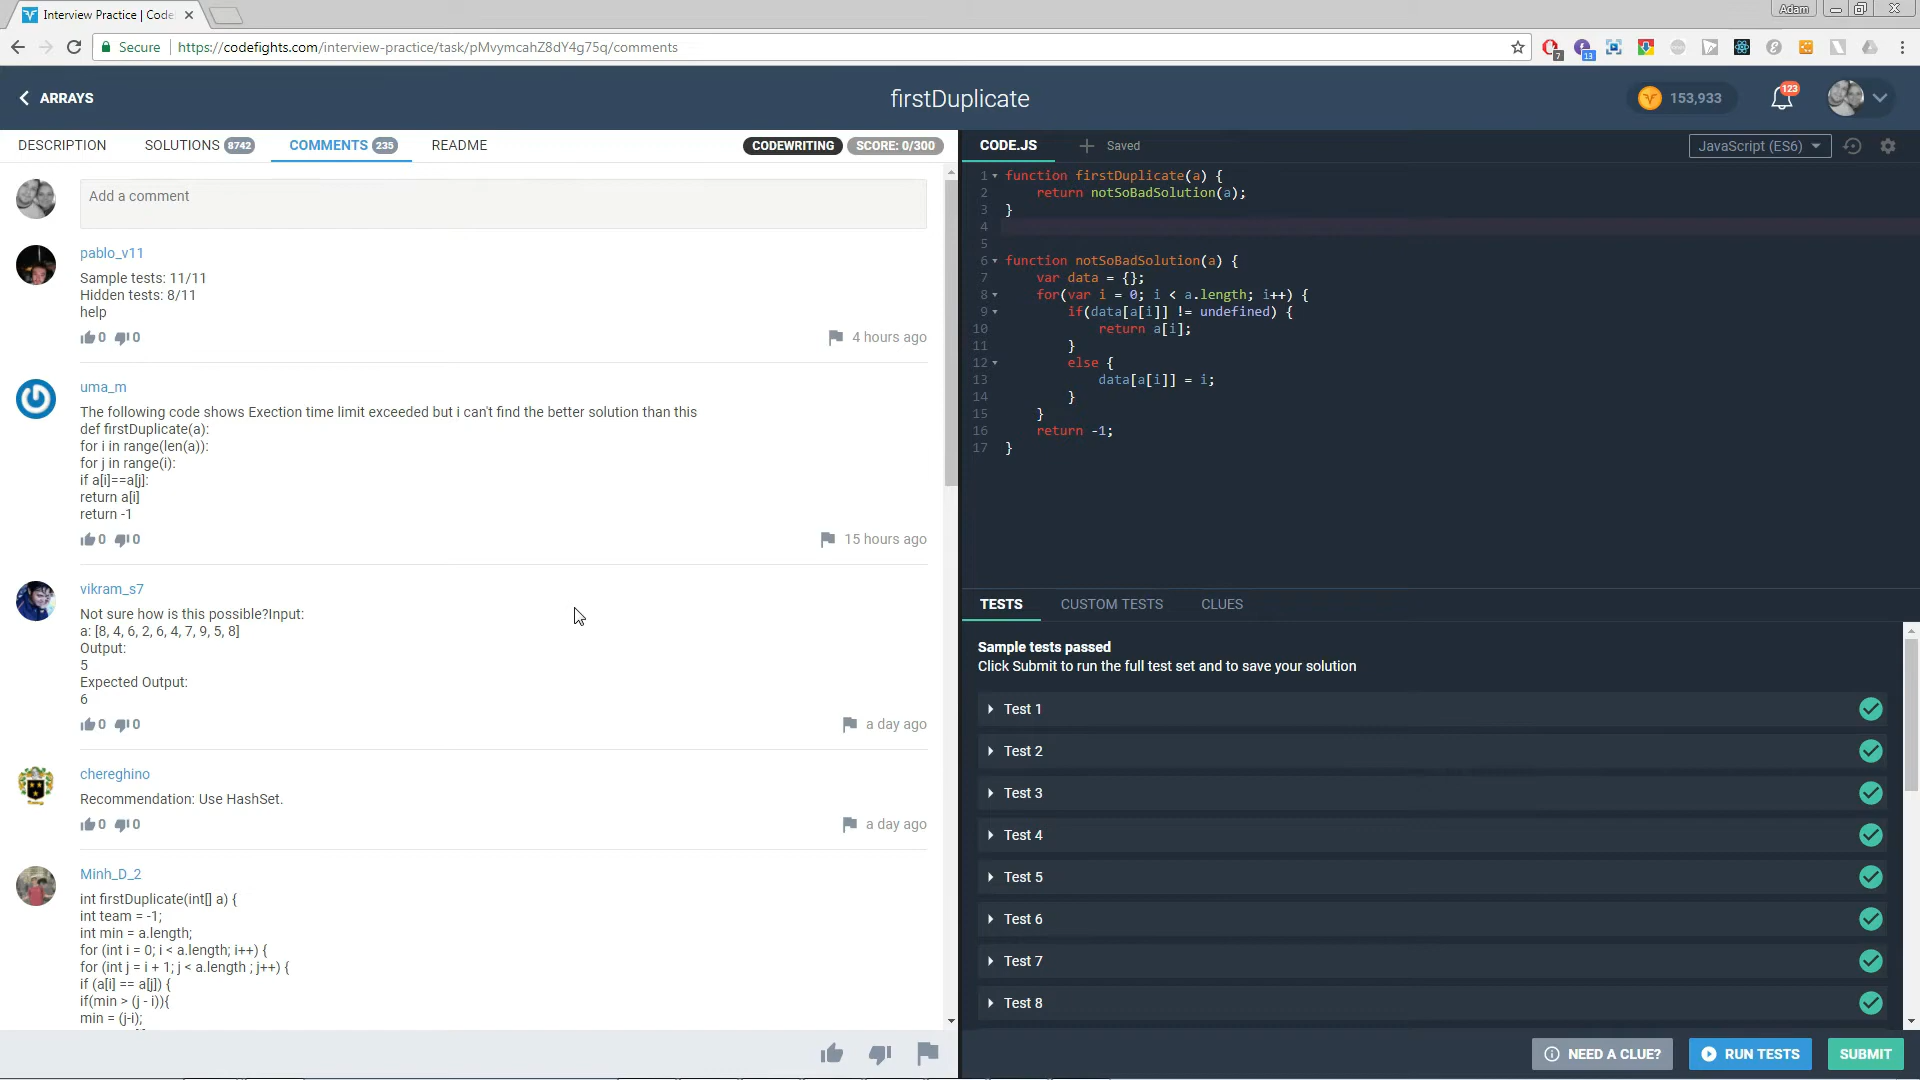 Interview Practice | Code
Adam
Secure
https://codefights.com/interview-practice/task/pMvymcahZ8dY4g75q/comments
7
13
ARRAYS
firstDuplicate
153,933
123
DESCRIPTION
SOLUTIONS 8742
COMMENTS 235
README
CODEWRITING
SCORE: 0/300
Add a comment
pablo_v11
Sample tests: 11/11
Hidden tests: 8/11
help
0 0
4 hours ago
uma_m
The following code shows Exection time limit exceeded but i can't find the better solution than this
def firstDuplicate(a):
for i in range(len(a)):
for j in range(i):
if a[i]==a[j]:
return a[i]
return -1
0 0
15 hours ago
vikram_s7
Not sure how is this possible?Input:
a: [8, 4, 6, 2, 6, 4, 7, 9, 5, 8]
Output:
5
Expected Output:
6
0 0
a day ago
chereghino
Recommendation: Use HashSet.
0 0
a day ago
Minh_D_2
int firstDuplicate(int[] a) {
int team = -1;
int min = a.length;
for (int i = 0; i < a.length; i++) {
for (int j = i + 1; j < a.length ; j++) {
if (a[i] == a[j]) {
if(min > (j - i)){
min = (j-i);
CODE.JS
Saved
JavaScript (ES6)
1 function firstDuplicate(a) {
2 return notSoBadSolution(a);
3 }
4
5
6 function notSoBadSolution(a) {
7 var data = {};
8 for(var i = 0; i < a.length; i++) {
9 if(data[a[i]] != undefined) {
10 return a[i];
11 }
12 else {
13 data[a[i]] = i;
14 }
15 }
16 return -1;
17 }
TESTS
CUSTOM TESTS
CLUES
Sample tests passed
Click Submit to run the full test set and to save your solution
Test 1
Test 2
Test 3
Test 4
Test 5
Test 6
Test 7
Test 8
NEED A CLUE?
RUN TESTS
SUBMIT